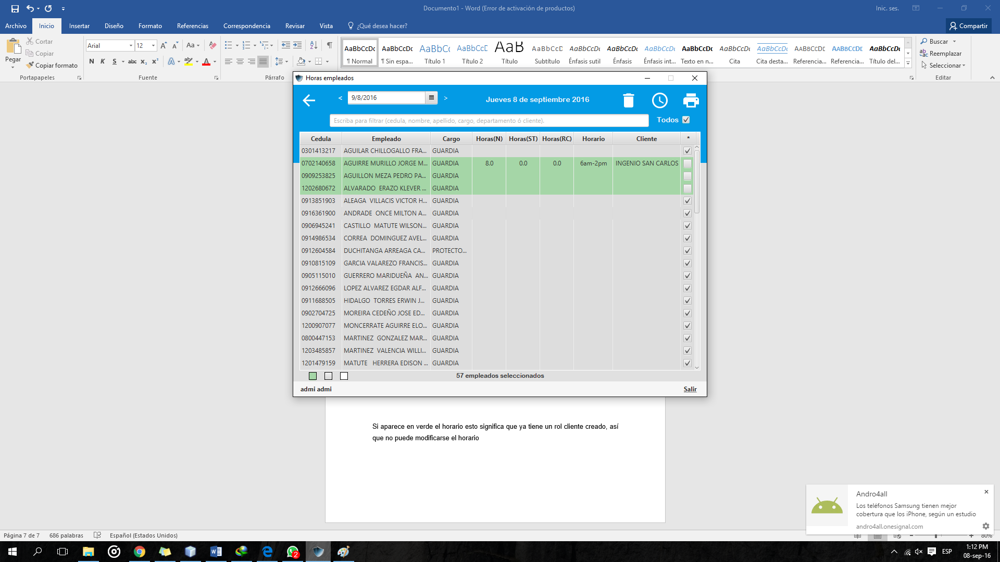 Documento1 - Word (Error de activación de productos)
Inic. ses.
Archivo Inicio Insertar Diseño Formato Referencias Correspondencia Revisar Vista ¿Qué desea hacer? Compartir
Pegar
Cortar
Copiar
Copiar formato
Portapapeles
Arial 12
Fuente
Párrafo
AaBbCcDc AaBbCcDc AaBbCc AaBbCcD AaB AaBbCcD AaBbCcDc AaBbCcDc AaBbCcDc AaBbCcDc AaBbCcDc AaBbCcDc AABBCCDE AABBCCDE AaBbCcDc
¶ Normal ¶ Sin espa... Título 1 Título 2 Título Subtítulo Énfasis sutil Énfasis Énfasis int... Texto en n... Cita Cita desta... Referencia... Referencia... Título del...
Buscar
Reemplazar
Seleccionar
Editar
Horas empleados
< 9/8/2016 >
Jueves 8 de septiembre 2016
Escriba para filtrar (cedula, nombre, apellido, cargo, departamento ó cliente).
Todos
Cedula Empleado Cargo Horas(N) Horas(ST) Horas(RC) Horario Cliente *
0301413217 AGUILAR CHILLOGALLO FRA... GUARDIA
0702140658 AGUIRRE MURILLO JORGE M... GUARDIA 8.0 0.0 0.0 6am-2pm INGENIO SAN CARLOS
0909253825 AGUILLON MEZA PEDRO PA... GUARDIA
1202680672 ALVARADO ERAZO KLEVER ... GUARDIA
0913851903 ALEAGA VILLACIS VICTOR H... GUARDIA
0916361900 ANDRADE ONCE MILTON A... GUARDIA
0906945241 CASTILLO MATUTE WILSON... GUARDIA
0914986534 CORREA DOMINGUEZ AVEL... GUARDIA
0912604584 DUCHITANGA ARREAGA CA... PROTECTO...
0910815109 GARCIA VALAREZO FRANCIS... GUARDIA
0905115010 GUERRERO MARIDUEÑA AN... GUARDIA
0912666096 LOPEZ ALVAREZ EGDAR ALF... GUARDIA
0911688505 HIDALGO TORRES ERWIN J... GUARDIA
0902704725 MOREIRA CEDEÑO JOSE ED... GUARDIA
1200907077 MONCERRATE AGUIRRE ELO... GUARDIA
0800447153 MARTINEZ GONZALEZ MAR... GUARDIA
1203485857 MARTINEZ VALENCIA WILLI... GUARDIA
1201479159 MATUTE HERRERA EDISON ... GUARDIA
57 empleados seleccionados
admi admi
Salir
Si aparece en verde el horario esto significa que ya tiene un rol cliente creado, así
que no puede modificarse el horario
Andro4all
Los teléfonos Samsung tienen mejor
cobertura que los iPhone, según un estudio
andro4all.onesignal.com
Página 7 de 7 686 palabras Español (Estados Unidos)
80%
2
ESP
1:12 PM
08-sep-16